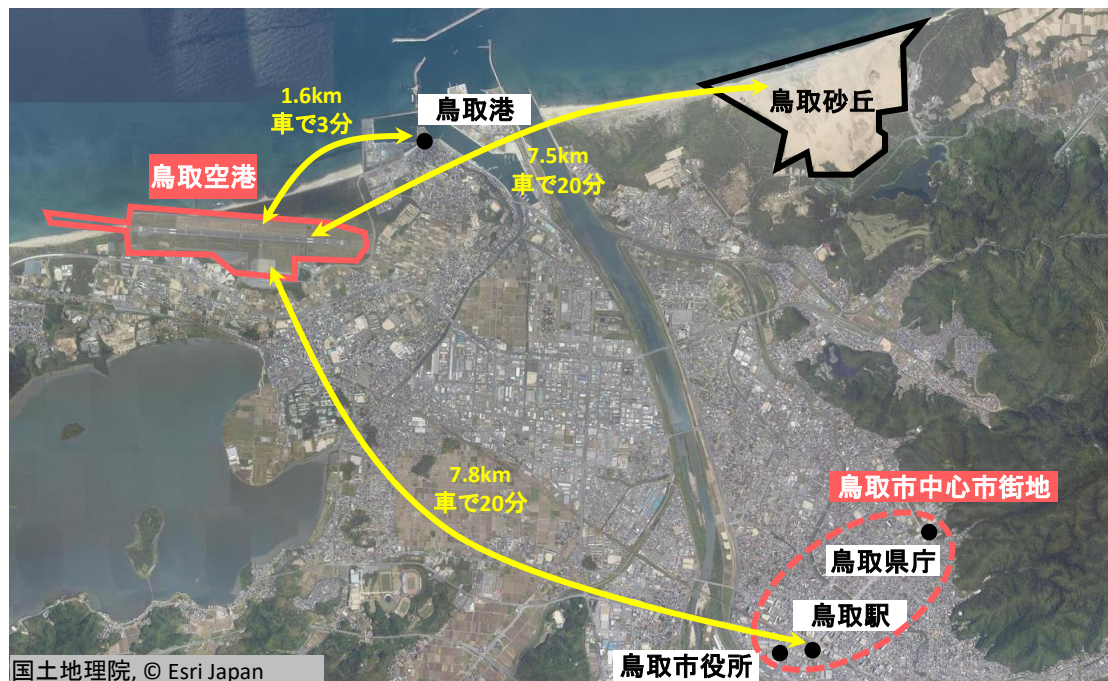 1.6km
車で3分
鳥取港
鳥取砂丘
7.5km
車で20分
鳥取空港
7.8km
車で20分
鳥取市中心市街地
鳥取県庁
鳥取駅
鳥取市役所
国土地理院, © Esri Japan